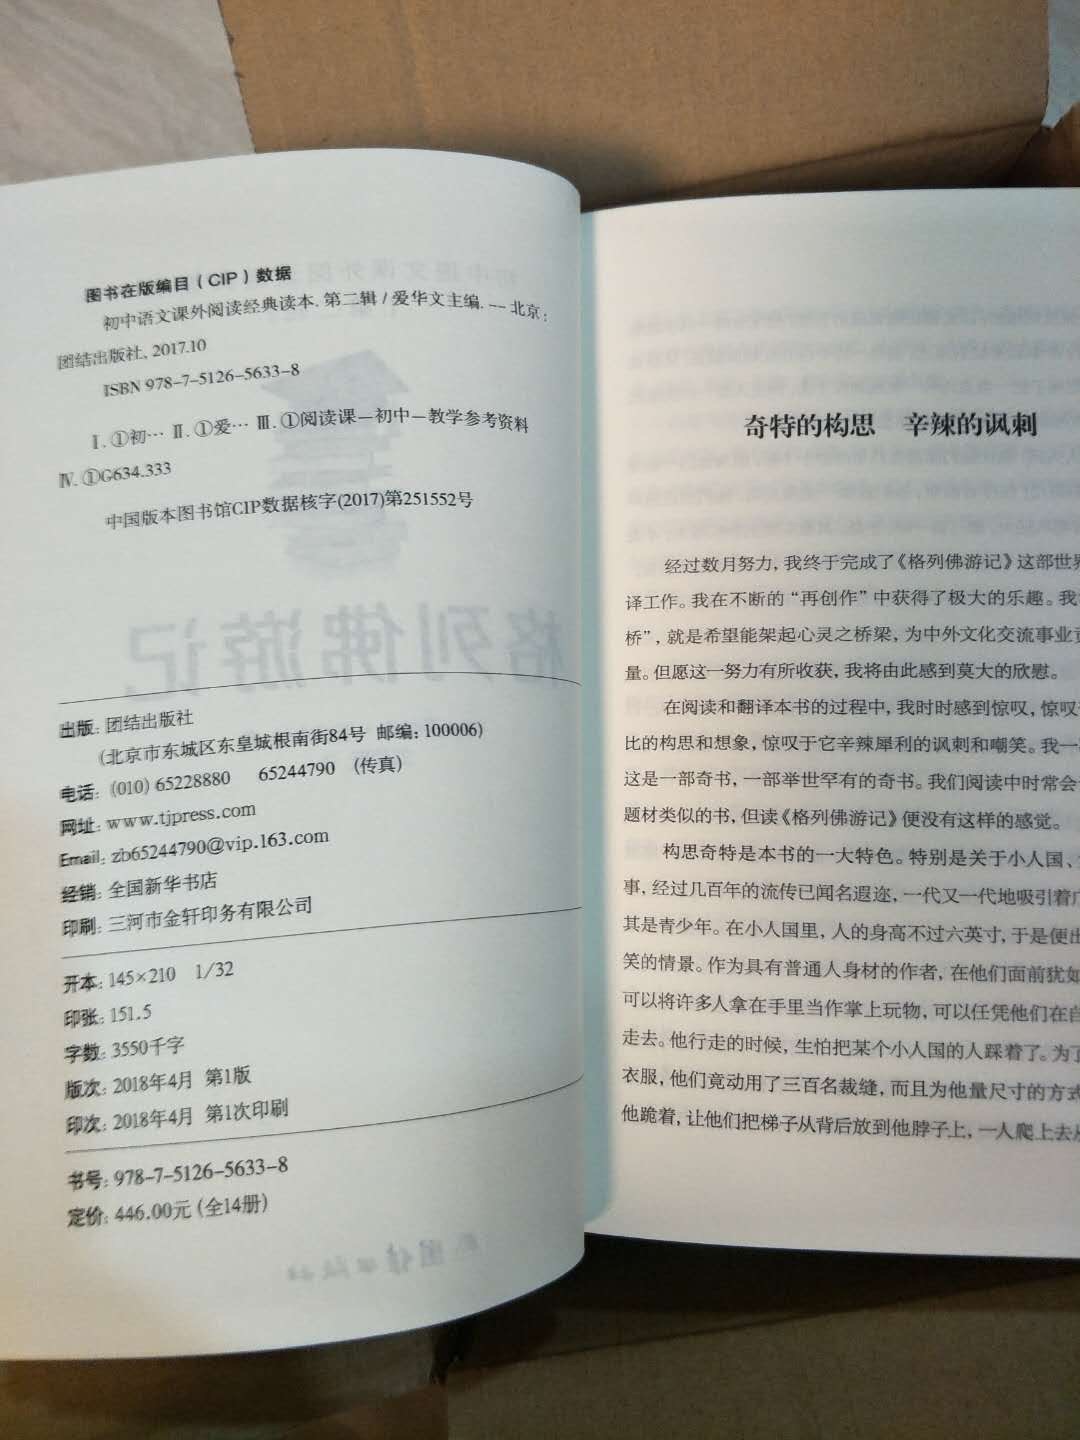 图书在版编目（CIP）数据
初中语文课外阅读经典读本. 第二辑 / 爱华文主编. -- 北京：
团结出版社, 2017.10
ISBN 978-7-5126-5633-8
Ⅰ. ①初… Ⅱ. ①爱… Ⅲ. ①阅读课－初中－教学参考资料
Ⅳ. ①G634.333
中国版本图书馆CIP数据核字(2017)第251552号
格列佛游记
出版: 团结出版社
(北京市东城区东皇城根南街84号 邮编: 100006)
电话: (010) 65228880 65244790 (传真)
网址: www.tjpress.com
Email: zb65244790@vip.163.com
经销: 全国新华书店
印刷: 三河市金轩印务有限公司
开本: 145×210 1/32
印张: 151.5
字数: 3550千字
版次: 2018年4月 第1版
印次: 2018年4月 第1次印刷
书号: 978-7-5126-5633-8
定价: 446.00元 (全14册)
奇特的构思 辛辣的讽刺
经过数月努力, 我终于完成了《格列佛游记》这部世界
译工作。我在不断的“再创作”中获得了极大的乐趣。我
桥”, 就是希望能架起心灵之桥梁, 为中外文化交流事业贡
量。但愿这一努力有所收获, 我将由此感到莫大的欣慰。
在阅读和翻译本书的过程中, 我时时感到惊叹, 惊叹
比的构思和想象, 惊叹于它辛辣犀利的讽刺和嘲笑。我一
这是一部奇书, 一部举世罕有的奇书。我们阅读中时常会
题材类似的书, 但读《格列佛游记》便没有这样的感觉。
构思奇特是本书的一大特色。特别是关于小人国、
事, 经过几百年的流传已闻名遐迩, 一代又一代地吸引着广
其是青少年。在小人国里, 人的身高不过六英寸, 于是便出
笑的情景。作为具有普通人身材的作者, 在他们面前犹如
可以将许多人拿在手里当作掌上玩物, 可以任凭他们在自
走去。他行走的时候, 生怕把某个小人国的人踩着了。为了
衣服, 他们竟动用了三百名裁缝, 而且为他量尺寸的方式
他跪着, 让他们把梯子从背后放到他脖子上, 一人爬上去从